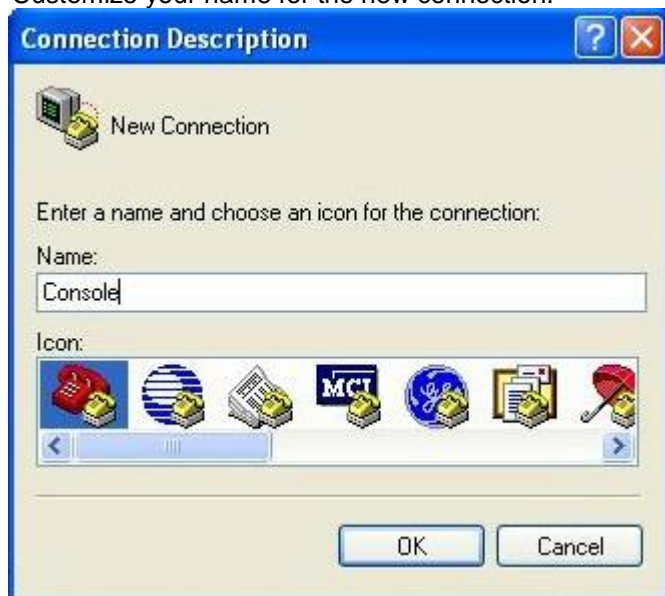 Customize your name for the new connection.
Connection Description
New Connection
Enter a name and choose an icon for the connection:
Name:
Console
Icon:
MCI
OK
Cancel